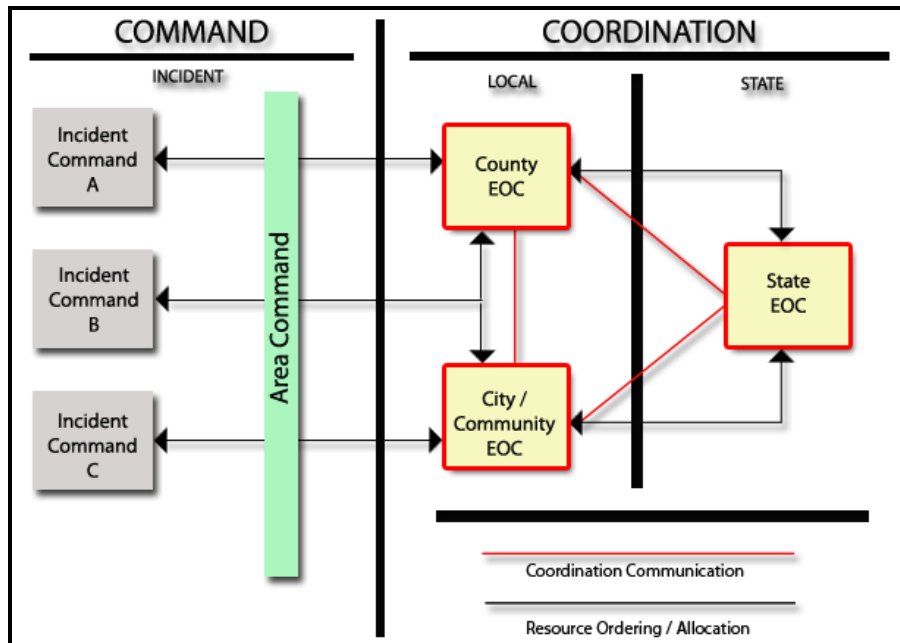 COMMAND
INCIDENT
Incident
Command
A
Incident
Command
B
Incident
Command
C
Area Command
COORDINATION
LOCAL
STATE
County
EOC
City /
Community
EOC
State
EOC
Coordination Communication
Resource Ordering / Allocation